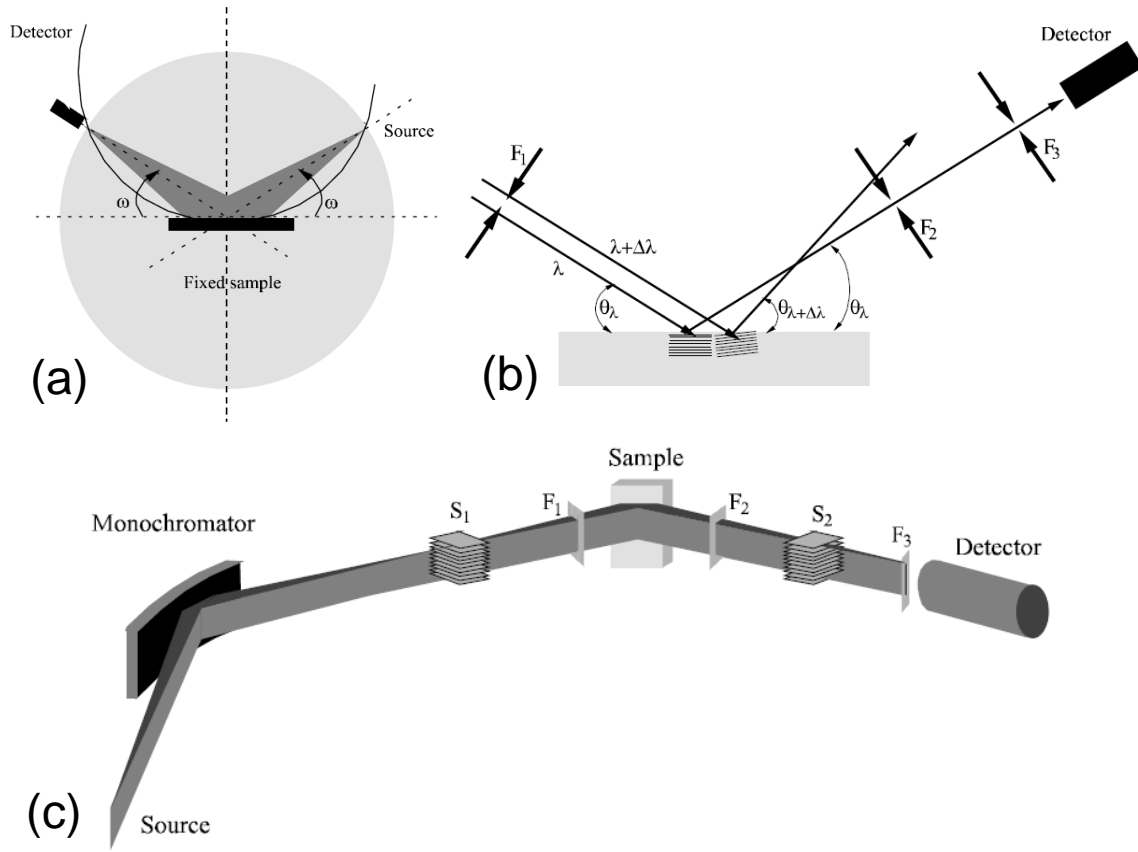 Detector
Source
ω
ω
Fixed sample
(a)
Detector
F₁
F₃
F₂
λ+Δλ
λ
θλ
θλ+Δλ
θλ
(b)
Sample
Monochromator
S₁
F₁
F₂
S₂
F₃
Detector
Source
(c)